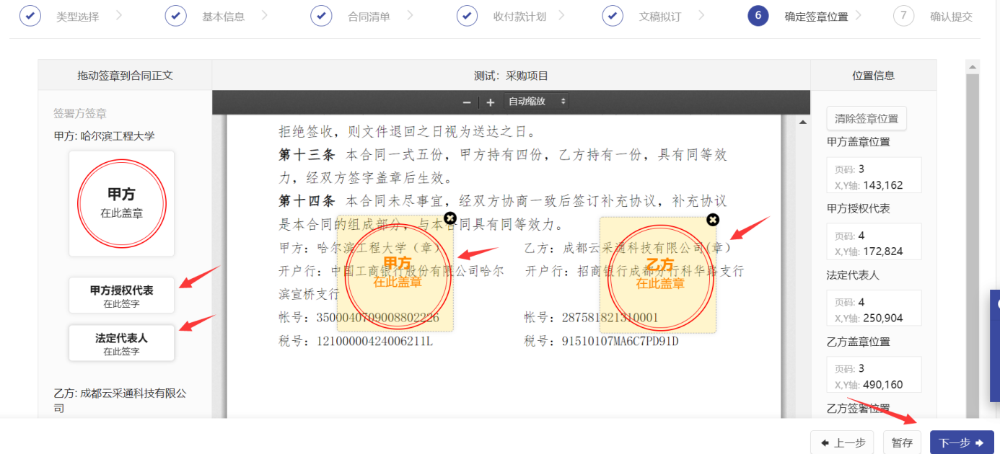 类型选择
基本信息
合同清单
收付款计划
文稿拟订
6 确定签章位置
7 确认提交
拖动签章到合同正文
测试：采购项目
位置信息
签署方签章
甲方: 哈尔滨工程大学
甲方
在此盖章
甲方授权代表
在此签字
法定代表人
在此签字
乙方: 成都云采通科技有限公
司
自动缩放
拒绝签收，则文件退回之日视为送达之日。
第十三条 本合同一式五份，甲方持有四份，乙方持有一份，具有同等效
力，经双方签字盖章后生效。
第十四条 本合同未尽事宜，经双方协商一致后签订补充协议，补充协议
是本合同的组成部分，与本合同具有同等效力。
甲方：哈尔滨工程大学（章） 乙方：成都云采通科技有限公司(章）
开户行：中国工商银行股份有限公司哈尔 开户行：招商银行成都分行科华路支行
滨宣桥支行
帐号：3500040709008802226 帐号：287581821310001
税号：12100000424006211L 税号：91510107MA6C7PD91D
甲方
在此盖章
乙方
在此盖章
清除签章位置
甲方盖章位置
页码: 3
X,Y轴: 143,162
甲方授权代表
页码: 4
X,Y轴: 172,824
法定代表人
页码: 4
X,Y轴: 250,904
乙方盖章位置
页码: 3
X,Y轴: 490,160
乙方签署位置
上一步
暂存
下一步